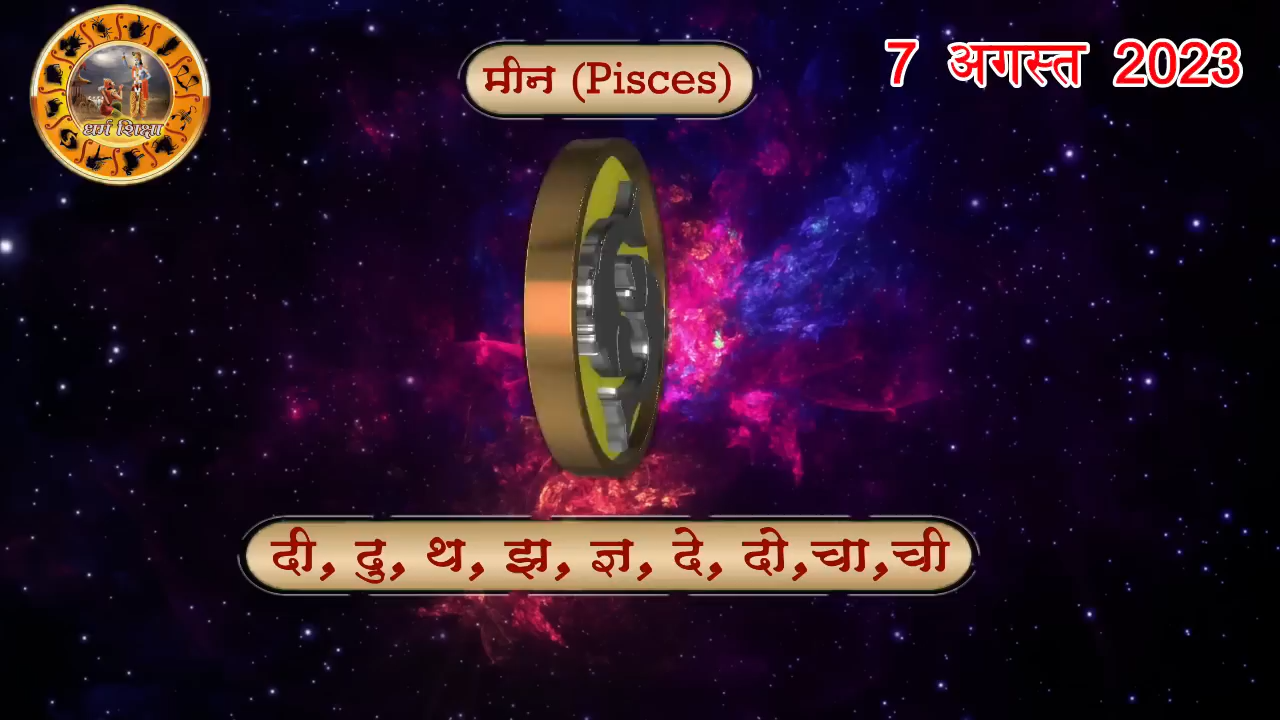 मीन (Pisces)
7 अगस्त 2023
धर्म शिक्षा
दी, दु, थ, झ, ज्ञ, दे, दो,चा,ची